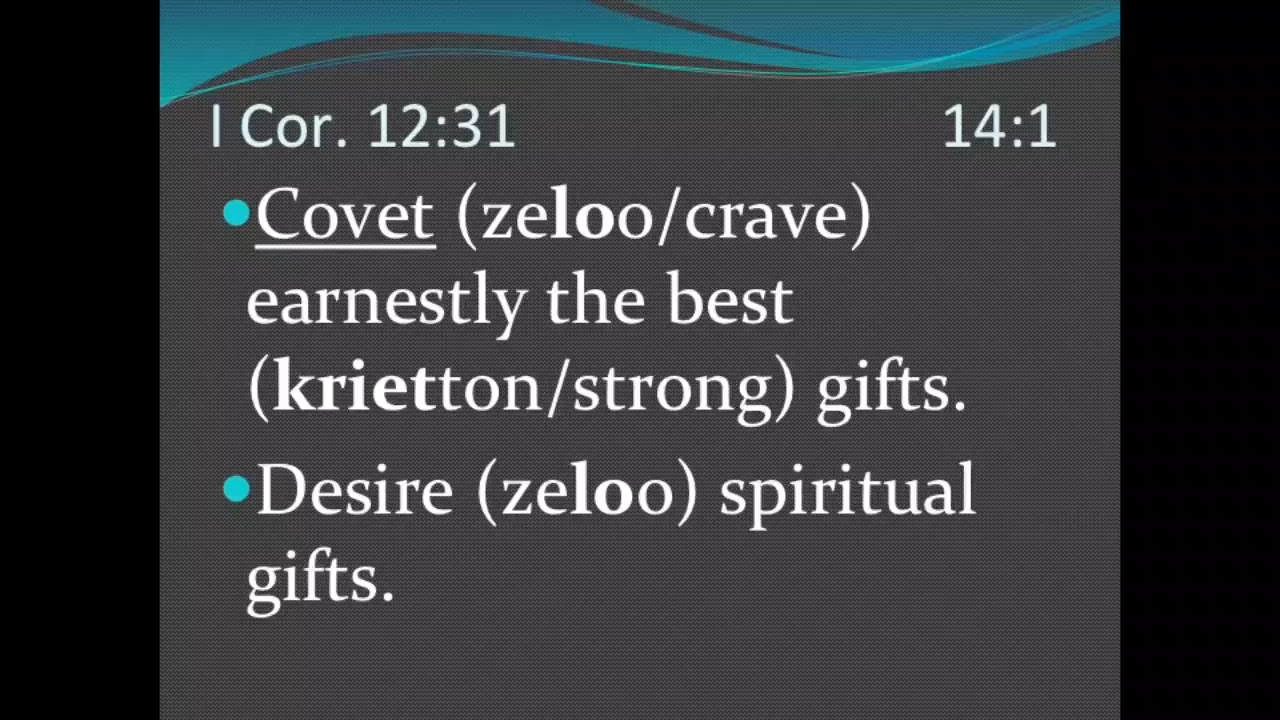 I Cor. 12:31 14:1
•Covet (zeloo/crave)
earnestly the best
(krietton/strong) gifts.
•Desire (zeloo) spiritual
gifts.